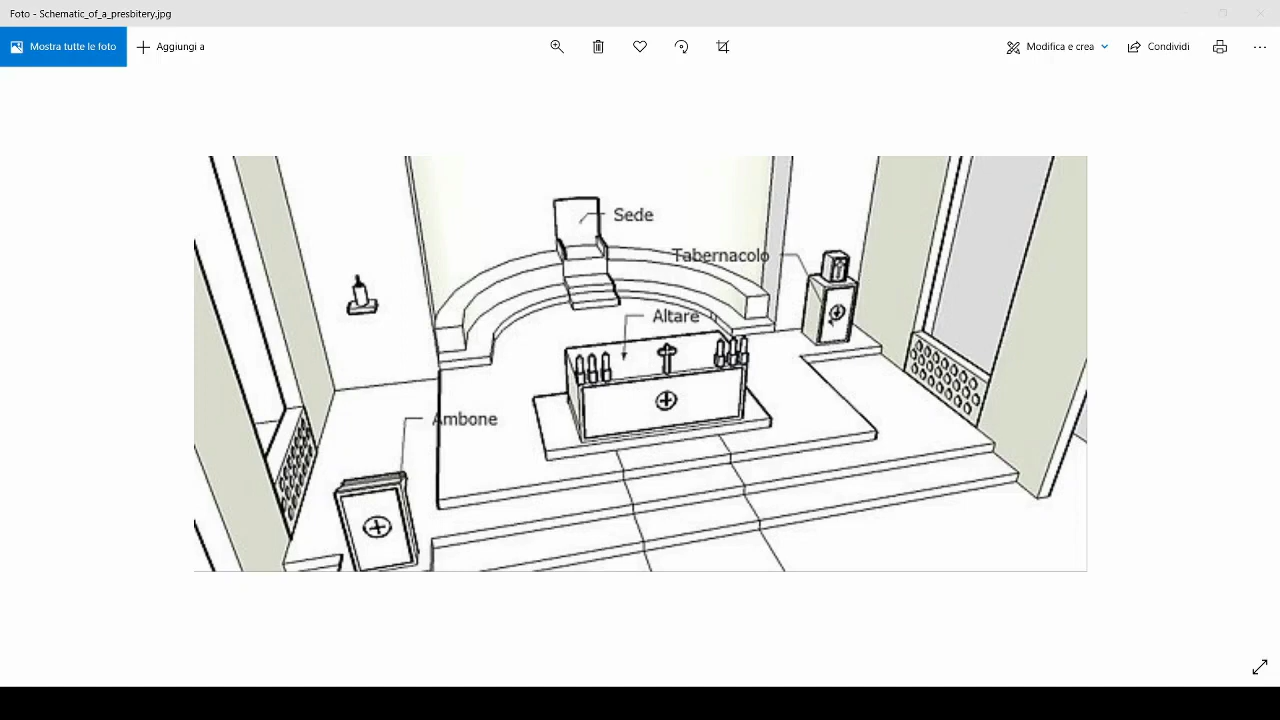 Foto - Schematic_of_a_presbitery.jpg
Mostra tutte le foto
Aggiungi a
Modifica e crea
Condividi
Sede
Tabernacolo
Altare
Ambone